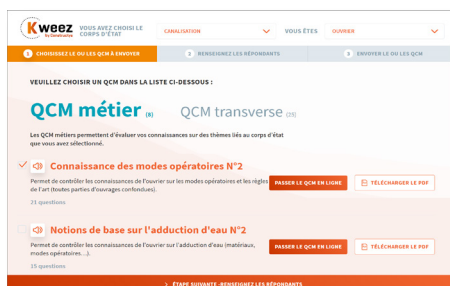 Kweez
by Constructys
VOUS AVEZ CHOISI LE
CORPS D'ÉTAT
CANALISATION
VOUS ÊTES
OUVRIER
1 CHOISISSEZ LE OU LES QCM À ENVOYER
2 RENSEIGNEZ LES RÉPONDANTS
3 ENVOYER LE OU LES QCM
VEUILLEZ CHOISIR UN QCM DANS LA LISTE CI-DESSOUS :
QCM métier
QCM transverse
Les QCM métiers permettent d'évaluer vos connaissances sur des thèmes liés au corps d'état
que vous avez sélectionné.
Connaissance des modes opératoires N°2
Permet de contrôler les connaissances de l'ouvrier sur les modes opératoires et les règles
de l'art (toutes parties d'ouvrages confondues).
PASSER LE QCM EN LIGNE
TÉLÉCHARGER LE PDF
21 questions
Notions de base sur l'adduction d'eau N°2
Permet de contrôler les connaissances de l'ouvrier sur l'adduction d'eau (matériaux,
modes opératoires...).
PASSER LE QCM EN LIGNE
TÉLÉCHARGER LE PDF
15 questions
> ÉTAPE SUIVANTE -RENSEIGNEZ LES RÉPONDANTS